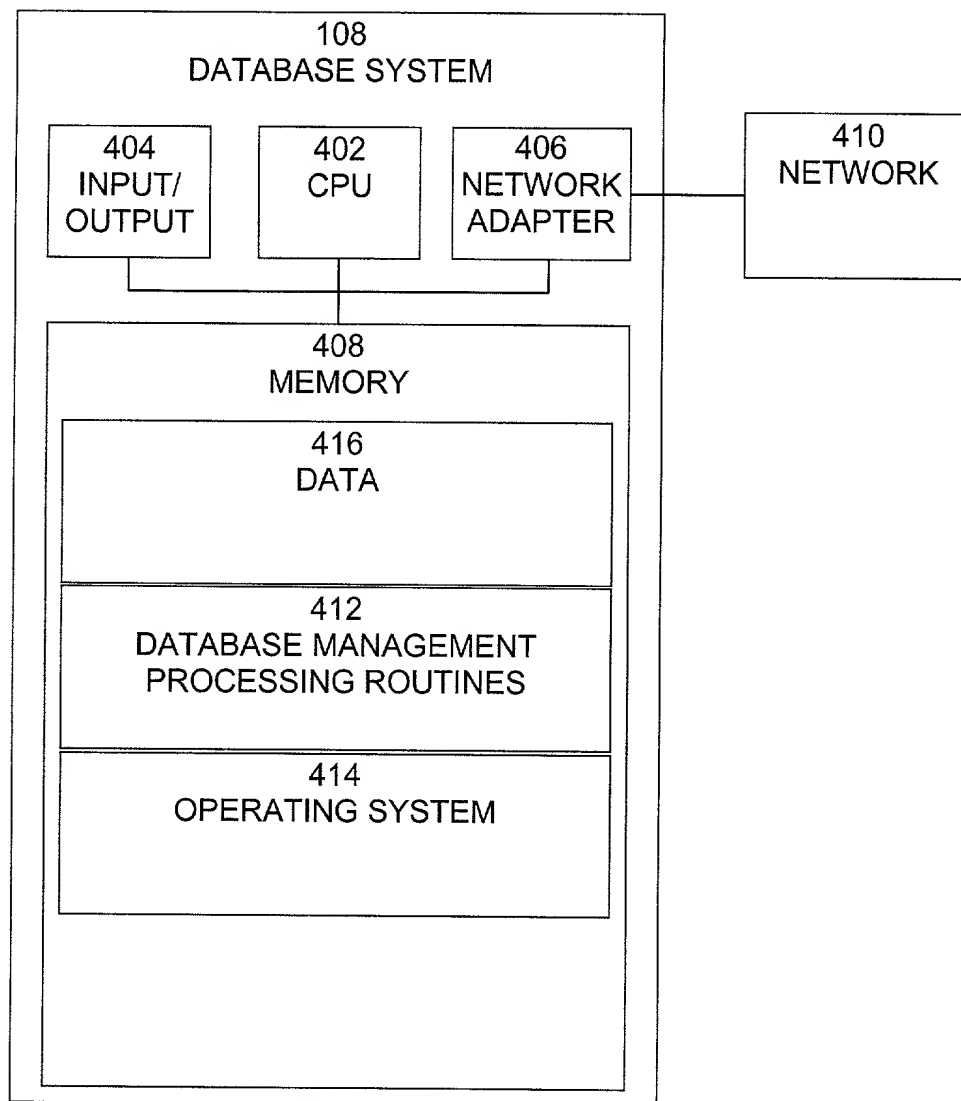 108
DATABASE SYSTEM
404
INPUT/
OUTPUT
402
CPU
406
NETWORK
ADAPTER
410
NETWORK
408
MEMORY
416
DATA
412
DATABASE MANAGEMENT
PROCESSING ROUTINES
414
OPERATING SYSTEM